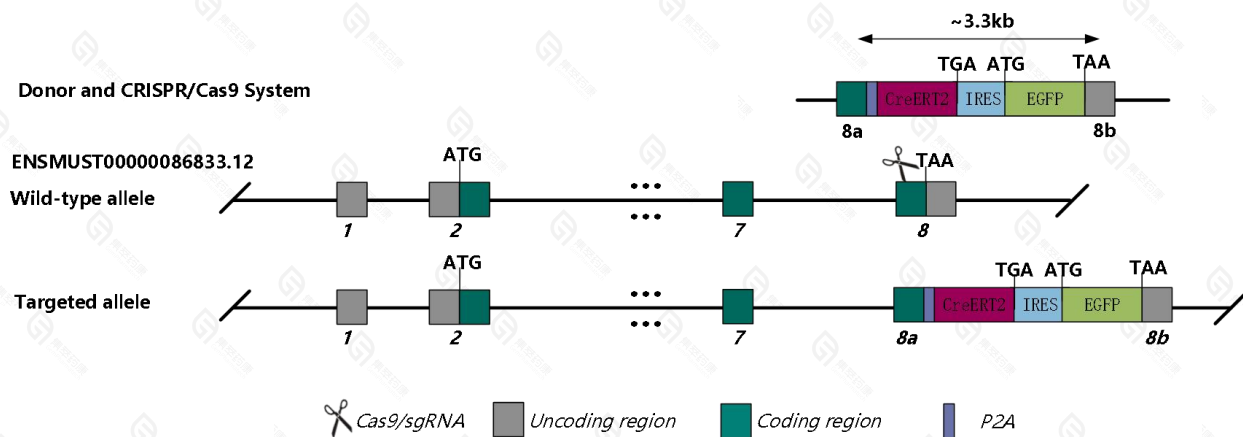 ~3.3kb
TGA ATG TAA
Donor and CRISPR/Cas9 System
CreERT2 IRES EGFP
8a 8b
ENSMUST00000086833.12
ATG TAA
Wild-type allele
1 2 7 8
ATG TGA ATG TAA
Targeted allele
CreERT2 IRES EGFP
1 2 7 8a 8b
Cas9/sgRNA Uncoding region Coding region P2A